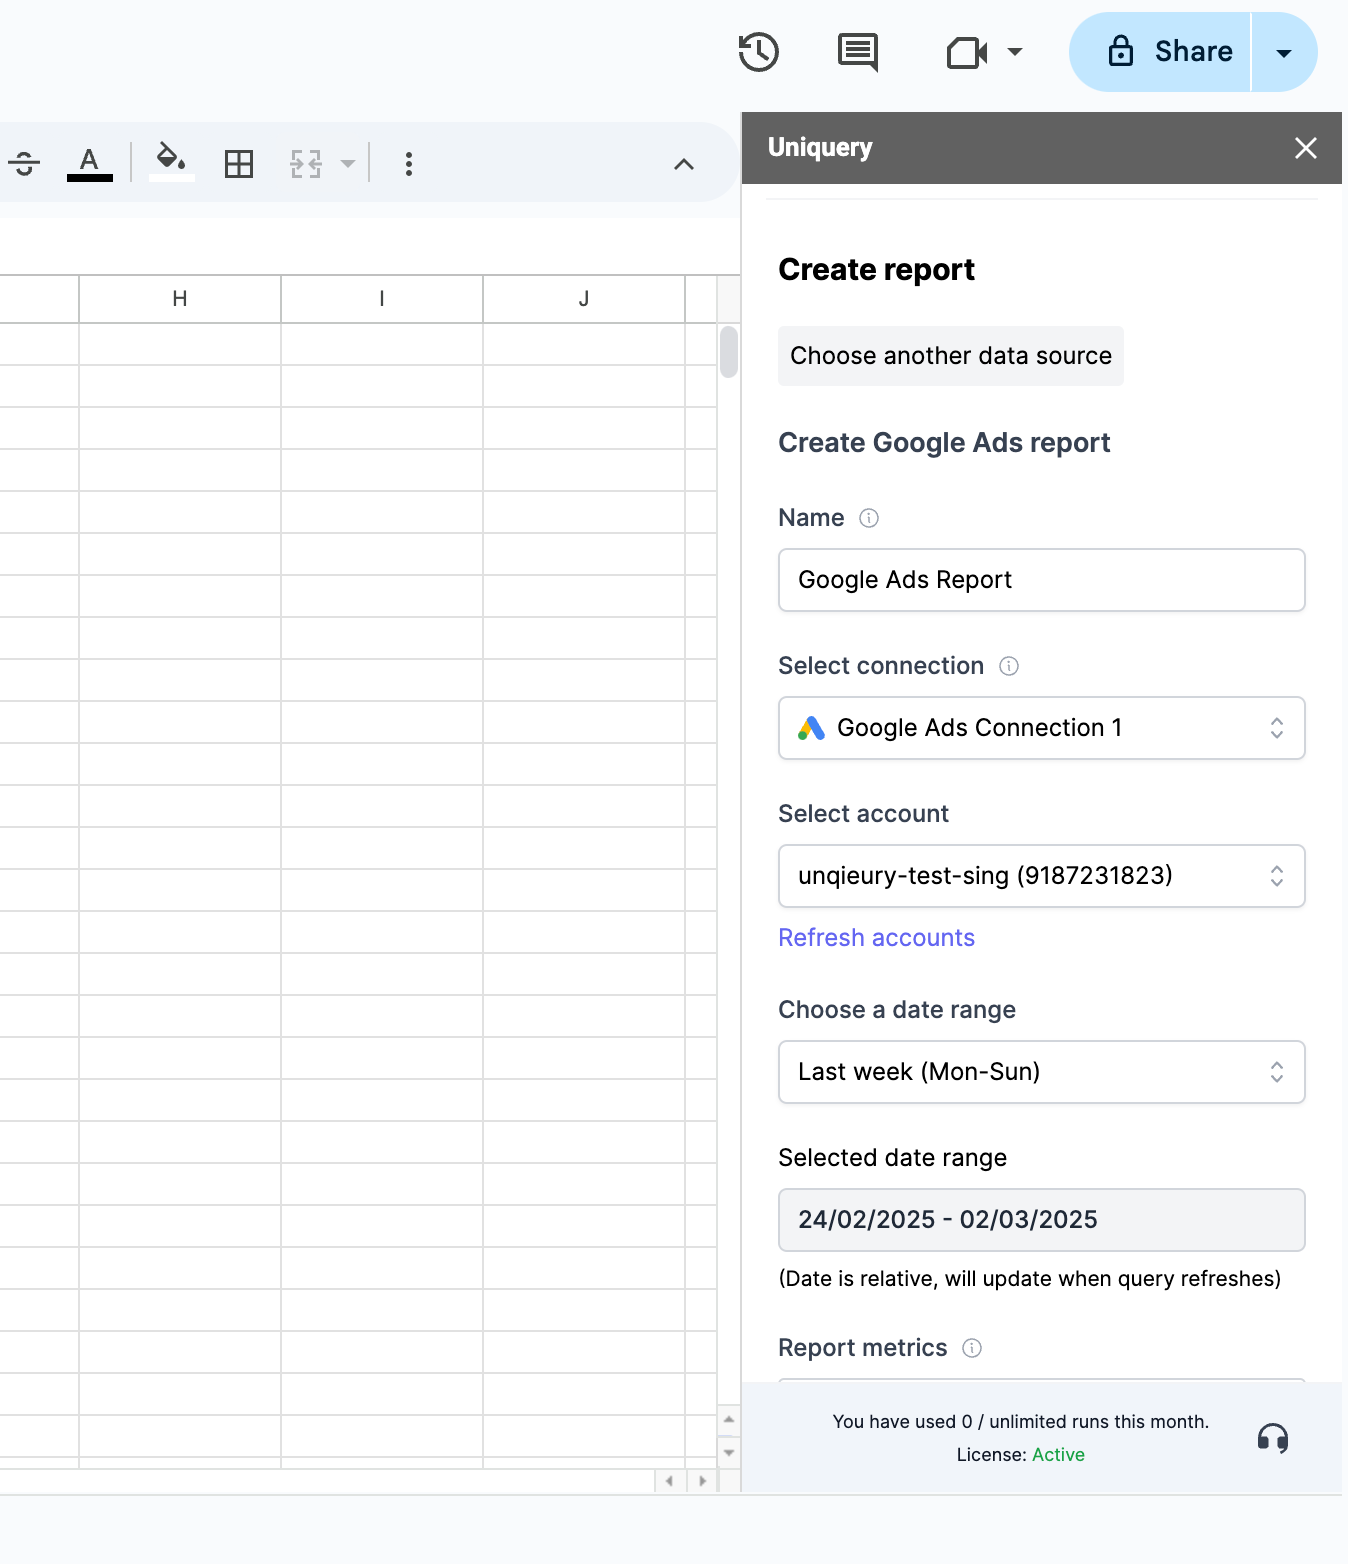 Share
A
Uniquery
H
I
J
Create report
Choose another data source
Create Google Ads report
Name
Google Ads Report
Select connection
Google Ads Connection 1
Select account
unqieury-test-sing (9187231823)
Refresh accounts
Choose a date range
Last week (Mon-Sun)
Selected date range
24/02/2025 - 02/03/2025
(Date is relative, will update when query refreshes)
Report metrics
You have used 0 / unlimited runs this month.
License: Active